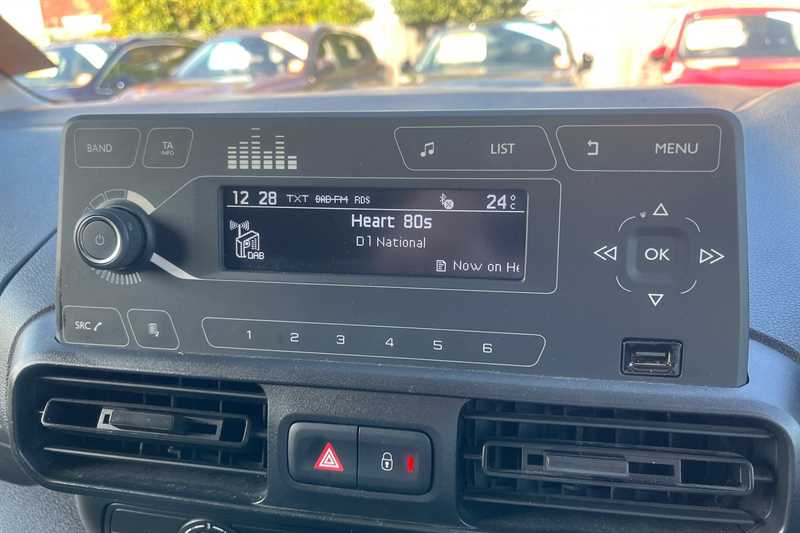 BAND
TA
INFO
LIST
MENU
12 28 TXT DAB-FM RDS 24°C
Heart 80s
D1 National
DAB
Now on He
OK
SRC
1 2 3 4 5 6